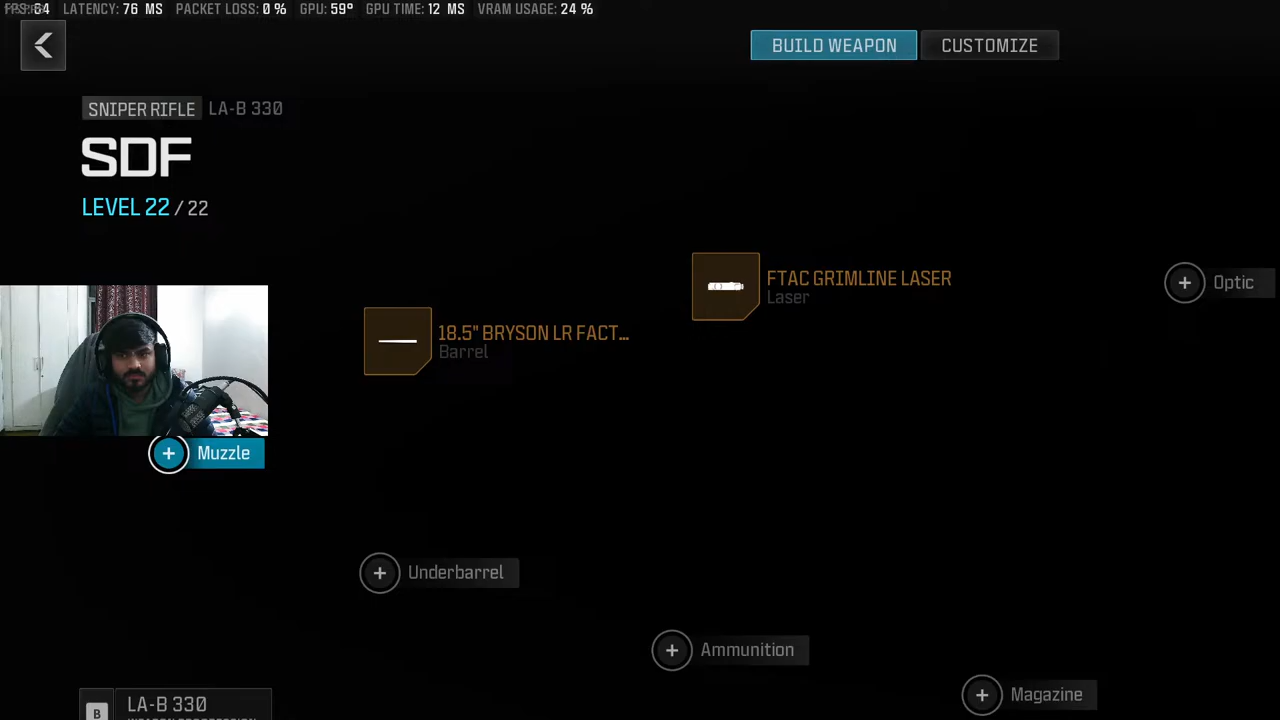 FPS: 64 LATENCY: 76 MS PACKET LOSS: 0 % GPU: 59° GPU TIME: 12 MS VRAM USAGE: 24 %
BUILD WEAPON CUSTOMIZE
SNIPER RIFLE LA-B 330
SDF
LEVEL 22 / 22
FTAC GRIMLINE LASER
Laser
Optic
18.5" BRYSON LR FACT...
Barrel
Muzzle
Underbarrel
Ammunition
Magazine
B LA-B 330